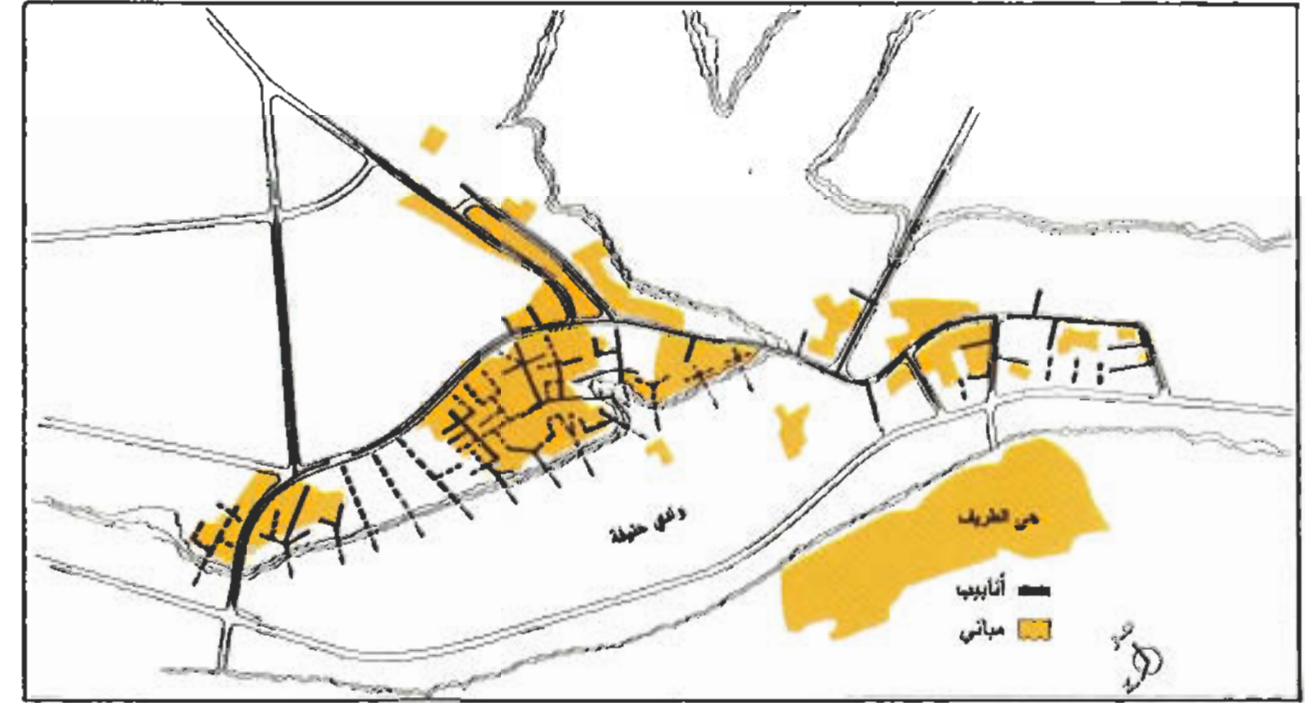 وادي حنيفة
حي الطريف
أنابيب
مباني